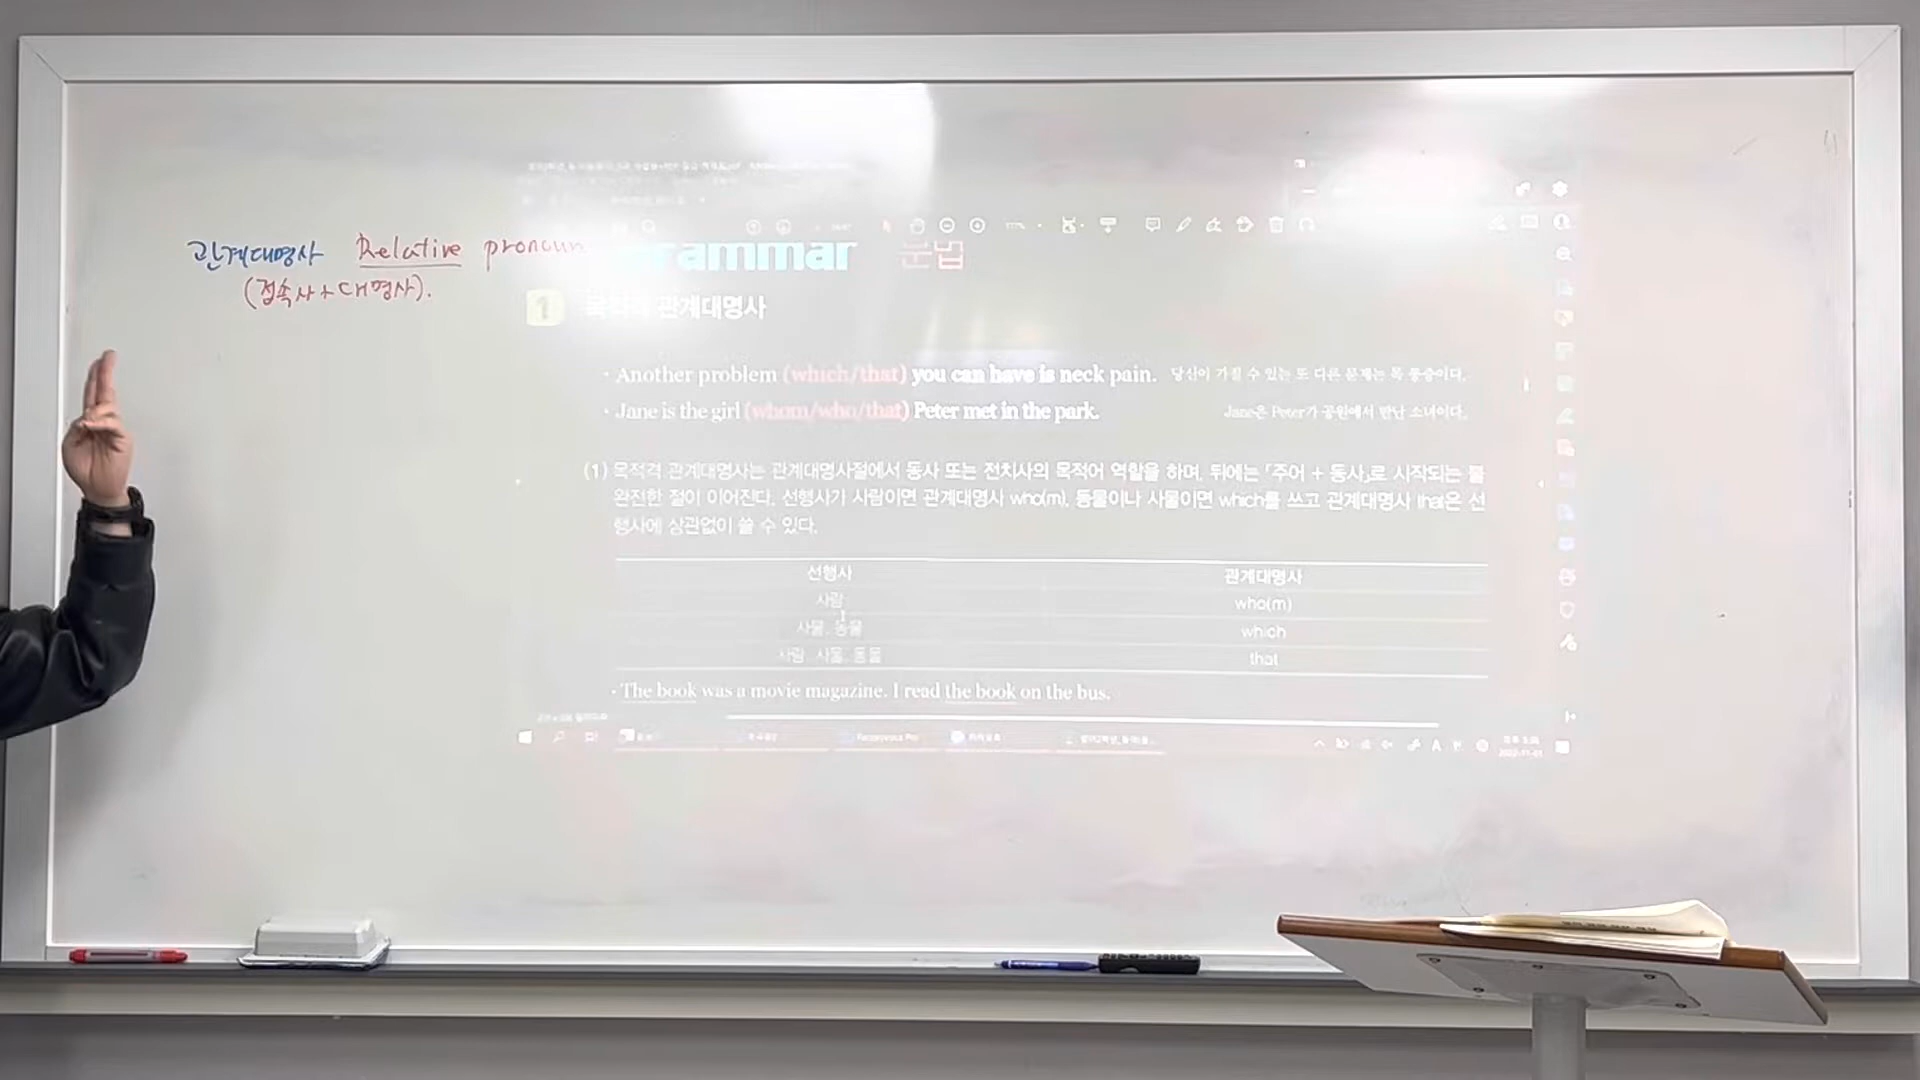 관계대명사 Relative pronoun
(접속사+대명사).
rammar 문법
1 목적격 관계대명사
· Another problem (which/that) you can have is neck pain. 당신이 가질 수 있는 또 다른 문제는 목 통증이다.
· Jane is the girl (whom/who/that) Peter met in the park. Jane은 Peter가 공원에서 만난 소녀이다.
(1) 목적격 관계대명사는 관계대명사절에서 동사 또는 전치사의 목적어 역할을 하며, 뒤에는 「주어 + 동사」로 시작되는 불
완전한 절이 이어진다. 선행사가 사람이면 관계대명사 who(m), 동물이나 사물이면 which를 쓰고 관계대명사 that은 선
행사에 상관없이 쓸 수 있다.
선행사 관계대명사
사람 who(m)
사물, 동물 which
사람, 사물, 동물 that
· The book was a movie magazine. I read the book on the bus.
2022-11-01